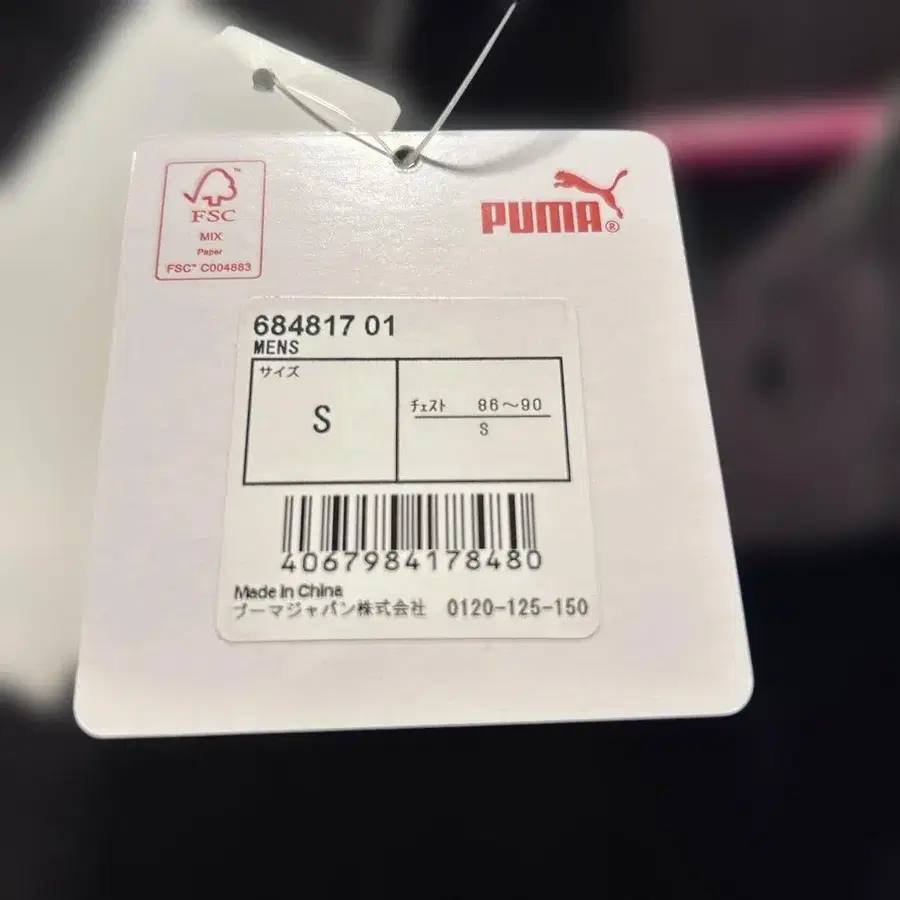 FSC
MIX
Paper
FSC™ C004883
PUMA®
684817 01
MENS
サイズ
S
チェスト 86～90
S
4067984178480
Made in China
プーマジャパン株式会社 0120-125-150